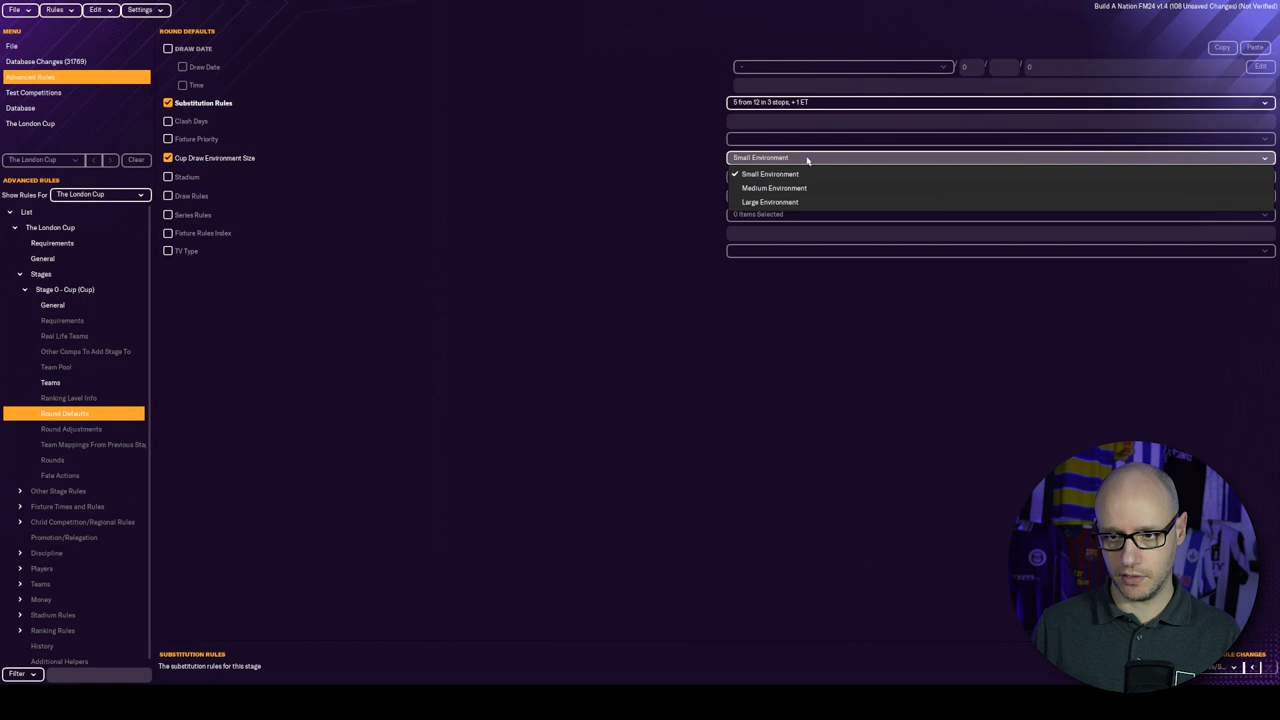 File Rules Edit Settings
Build A Nation FM24 v1.4 (108 Unsaved Changes) (Not Verified)
MENU
File
Database Changes (31769)
Advanced Rules
Test Competitions
Database
The London Cup
The London Cup < > Clear
ADVANCED RULES
Show Rules For The London Cup
List
The London Cup
Requirements
General
Stages
Stage 0 - Cup (Cup)
General
Requirements
Real Life Teams
Other Comps To Add Stage To
Team Pool
Teams
Ranking Level Info
Round Defaults
Round Adjustments
Team Mappings From Previous Sta
Rounds
Fate Actions
Other Stage Rules
Fixture Times and Rules
Child Competition/Regional Rules
Promotion/Relegation
Discipline
Players
Teams
Money
Stadium Rules
Ranking Rules
History
Additional Helpers
Filter
ROUND DEFAULTS
Copy Paste
DRAW DATE
Draw Date - / 0 / / 0 Edit
Time
Substitution Rules 5 from 12 in 3 stops, + 1 ET
Clash Days
Fixture Priority
Cup Draw Environment Size Small Environment
Small Environment
Medium Environment
Large Environment
Stadium
Draw Rules
Series Rules 0 Items Selected
Fixture Rules Index
TV Type
SUBSTITUTION RULES
The substitution rules for this stage
CHANGES